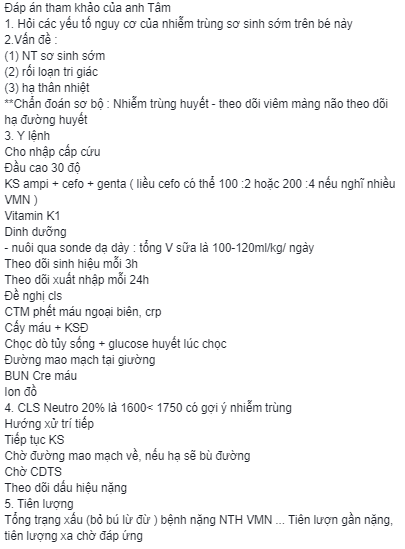 Đáp án tham khảo của anh Tâm
1. Hỏi các yếu tố nguy cơ của nhiễm trùng sơ sinh sớm trên bé này
2.Vấn đề :
(1) NT sơ sinh sớm
(2) rối loạn tri giác
(3) hạ thân nhiệt
**Chẩn đoán sơ bộ : Nhiễm trùng huyết - theo dõi viêm màng não theo dõi
hạ đường huyết
3. Y lệnh
Cho nhập cấp cứu
Đầu cao 30 độ
KS ampi + cefo + genta ( liều cefo có thể 100 :2 hoặc 200 :4 nếu nghĩ nhiều
VMN )
Vitamin K1
Dinh dưỡng
- nuôi qua sonde dạ dày : tổng V sữa là 100-120ml/kg/ ngày
Theo dõi sinh hiệu mỗi 3h
Theo dõi xuất nhập mỗi 24h
Đề nghị cls
CTM phết máu ngoại biên, crp
Cấy máu + KSĐ
Chọc dò tủy sống + glucose huyết lúc chọc
Đường mao mạch tại giường
BUN Cre máu
Ion đồ
4. CLS Neutro 20% là 1600< 1750 có gợi ý nhiễm trùng
Hướng xử trí tiếp
Tiếp tục KS
Chờ đường mao mạch về, nếu hạ sẽ bù đường
Chờ CDTS
Theo dõi dấu hiệu nặng
5. Tiên lượng
Tổng trạng xấu (bỏ bú lừ đừ ) bệnh nặng NTH VMN ... Tiên lượn gần nặng,
tiên lượng xa chờ đáp ứng